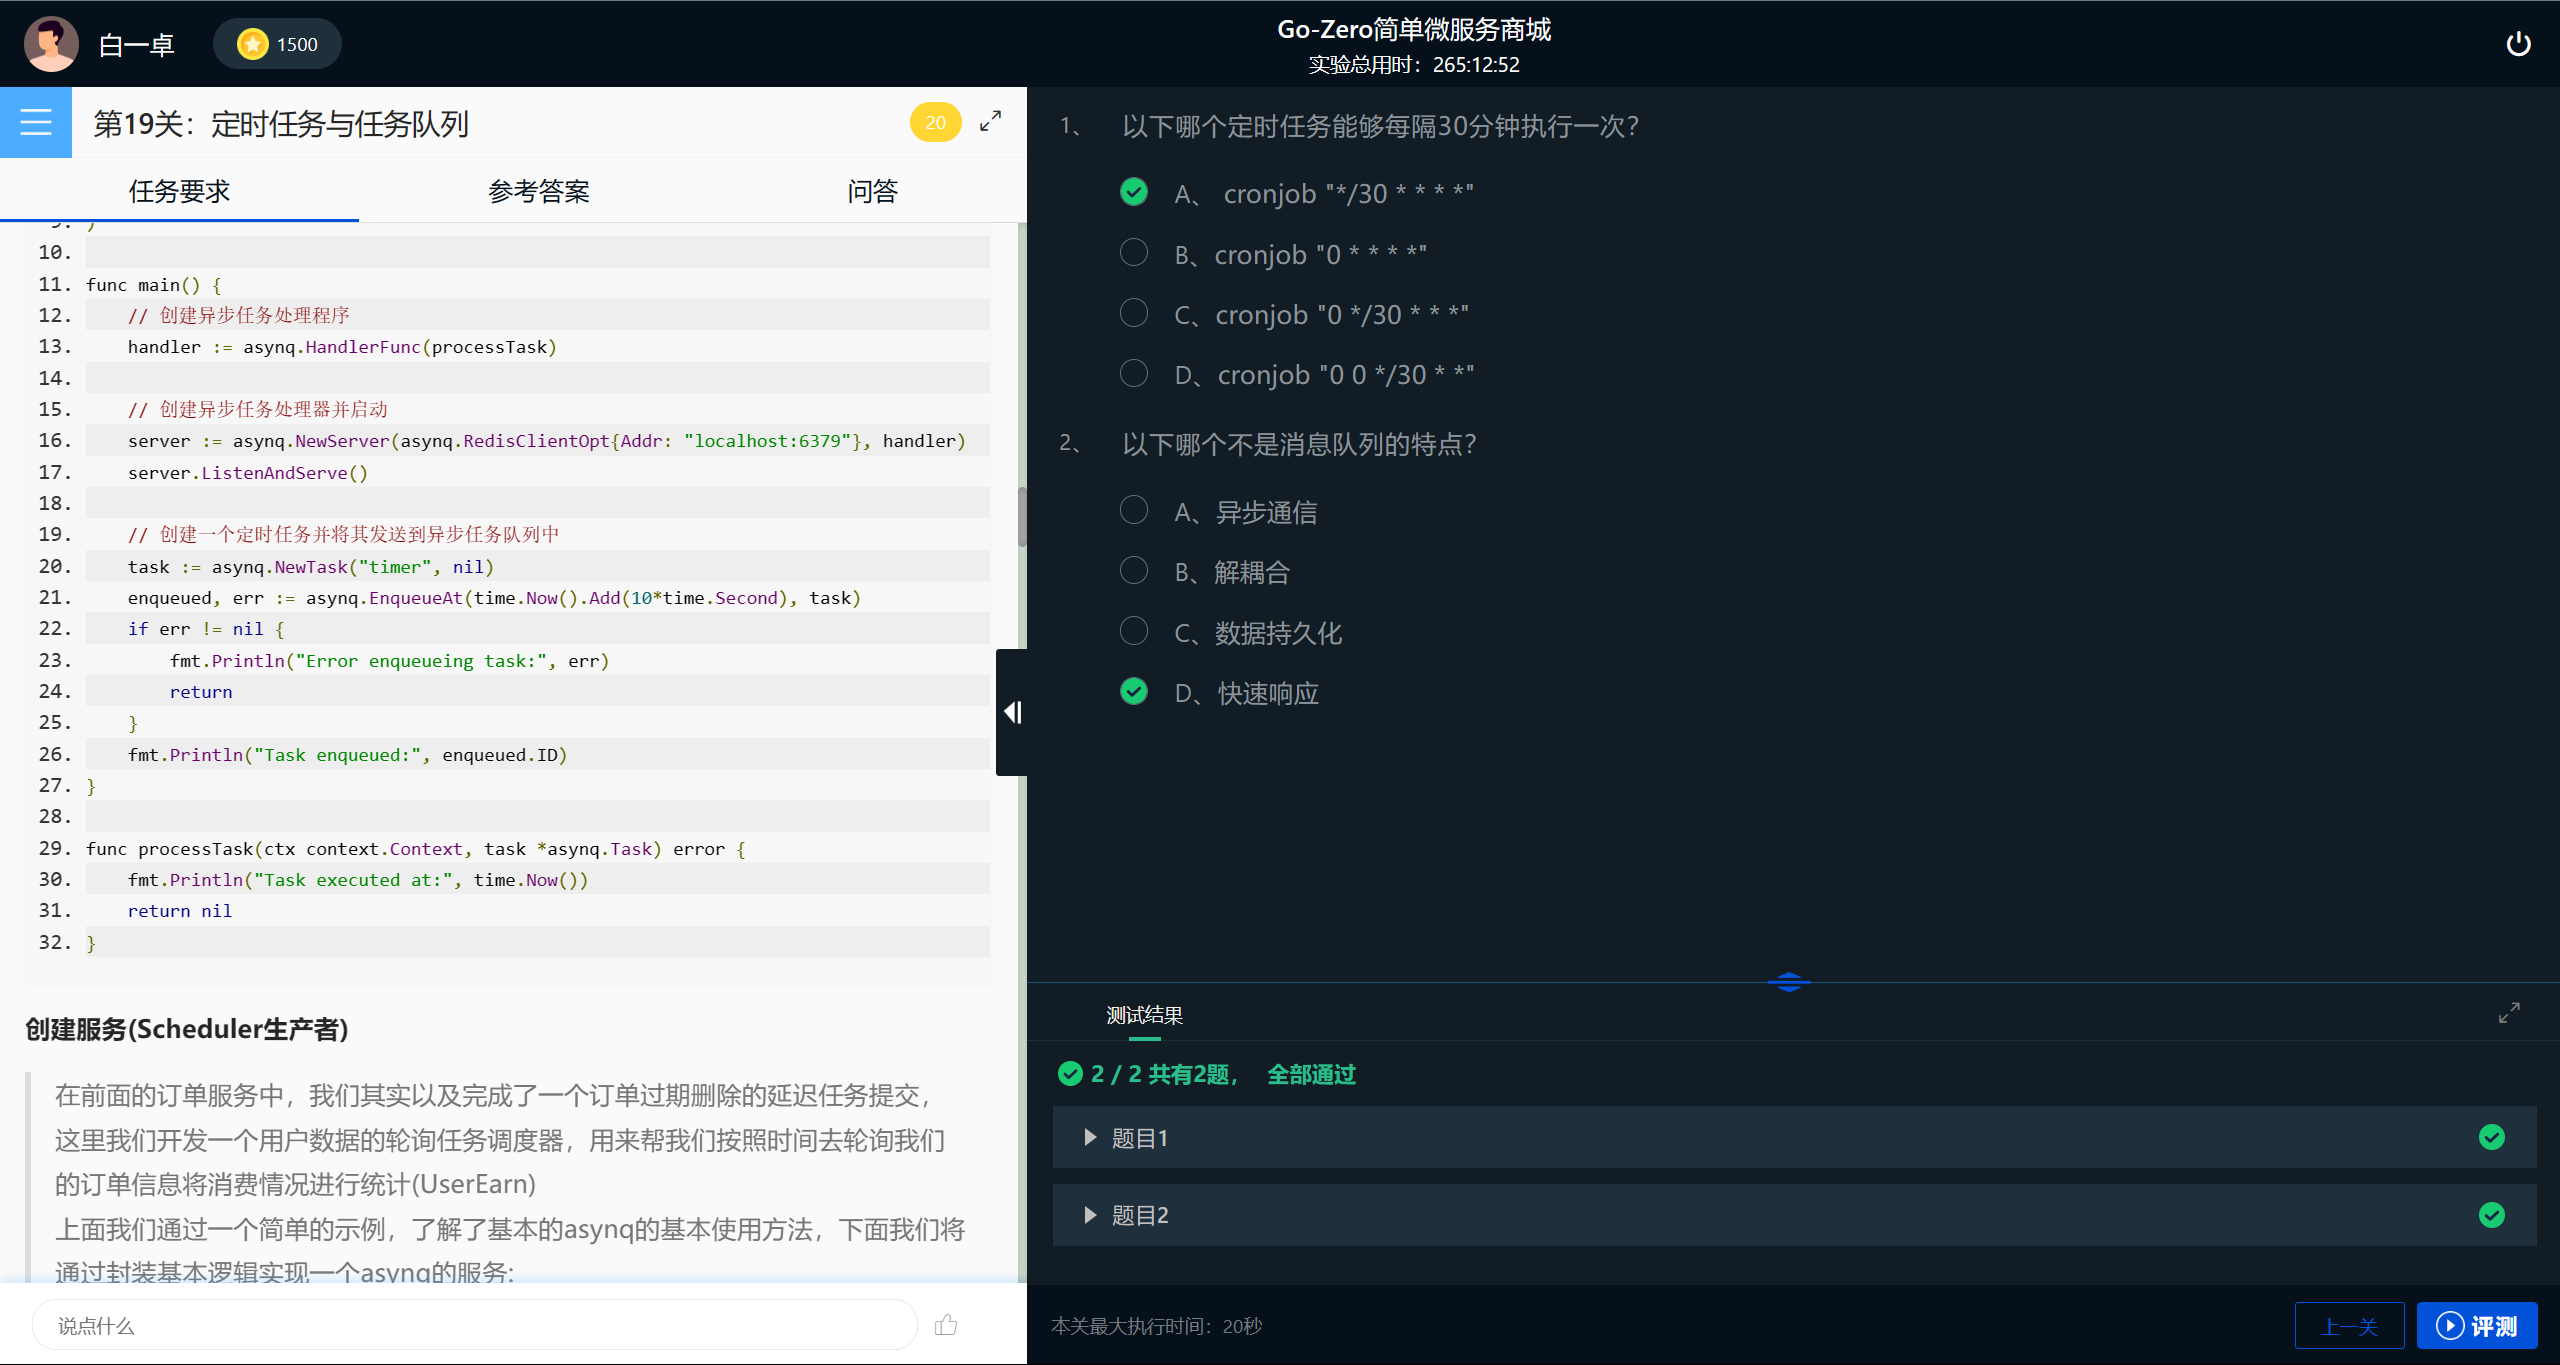 白一卓
1500
Go-Zero简单微服务商城
实验总用时：265:12:52
第19关：定时任务与任务队列
20
任务要求
参考答案
问答
9. }
10.
11. func main() {
12. // 创建异步任务处理程序
13. handler := asynq.HandlerFunc(processTask)
14.
15. // 创建异步任务处理器并启动
16. server := asynq.NewServer(asynq.RedisClientOpt{Addr: "localhost:6379"}, handler)
17. server.ListenAndServe()
18.
19. // 创建一个定时任务并将其发送到异步任务队列中
20. task := asynq.NewTask("timer", nil)
21. enqueued, err := asynq.EnqueueAt(time.Now().Add(10*time.Second), task)
22. if err != nil {
23. fmt.Println("Error enqueueing task:", err)
24. return
25. }
26. fmt.Println("Task enqueued:", enqueued.ID)
27. }
28.
29. func processTask(ctx context.Context, task *asynq.Task) error {
30. fmt.Println("Task executed at:", time.Now())
31. return nil
32. }
创建服务(Scheduler生产者)
在前面的订单服务中，我们其实以及完成了一个订单过期删除的延迟任务提交，
这里我们开发一个用户数据的轮询任务调度器，用来帮我们按照时间去轮询我们
的订单信息将消费情况进行统计(UserEarn)
上面我们通过一个简单的示例，了解了基本的asynq的基本使用方法，下面我们将
通过封装基本逻辑实现一个asynq的服务:
说点什么
1、 以下哪个定时任务能够每隔30分钟执行一次？
A、 cronjob "*/30 * * * *"
B、cronjob "0 * * * *"
C、cronjob "0 */30 * * *"
D、cronjob "0 0 */30 * *"
2、 以下哪个不是消息队列的特点？
A、异步通信
B、解耦合
C、数据持久化
D、快速响应
测试结果
2 / 2 共有2题， 全部通过
题目1
题目2
本关最大执行时间：20秒
上一关
评测